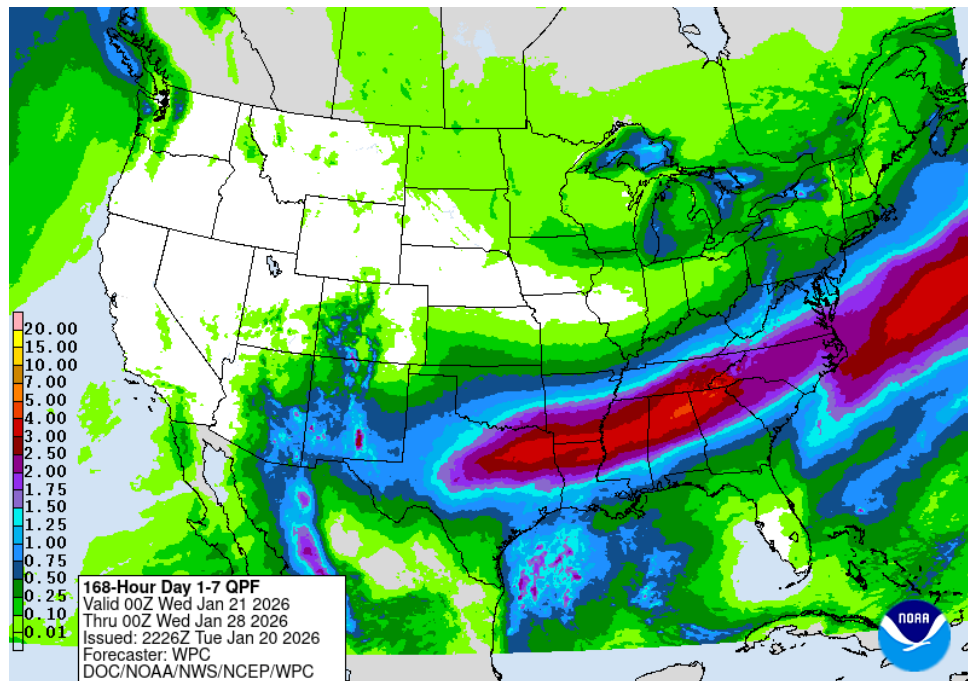 20.00
15.00
10.00
7.00
5.00
4.00
3.00
2.50
2.00
1.75
1.50
1.25
1.00
0.75
0.50
0.25
0.10
0.01
168-Hour Day 1-7 QPF
Valid 00Z Wed Jan 21 2026
Thru 00Z Wed Jan 28 2026
Issued: 2226Z Tue Jan 20 2026
Forecaster: WPC
DOC/NOAA/NWS/NCEP/WPC
NOAA